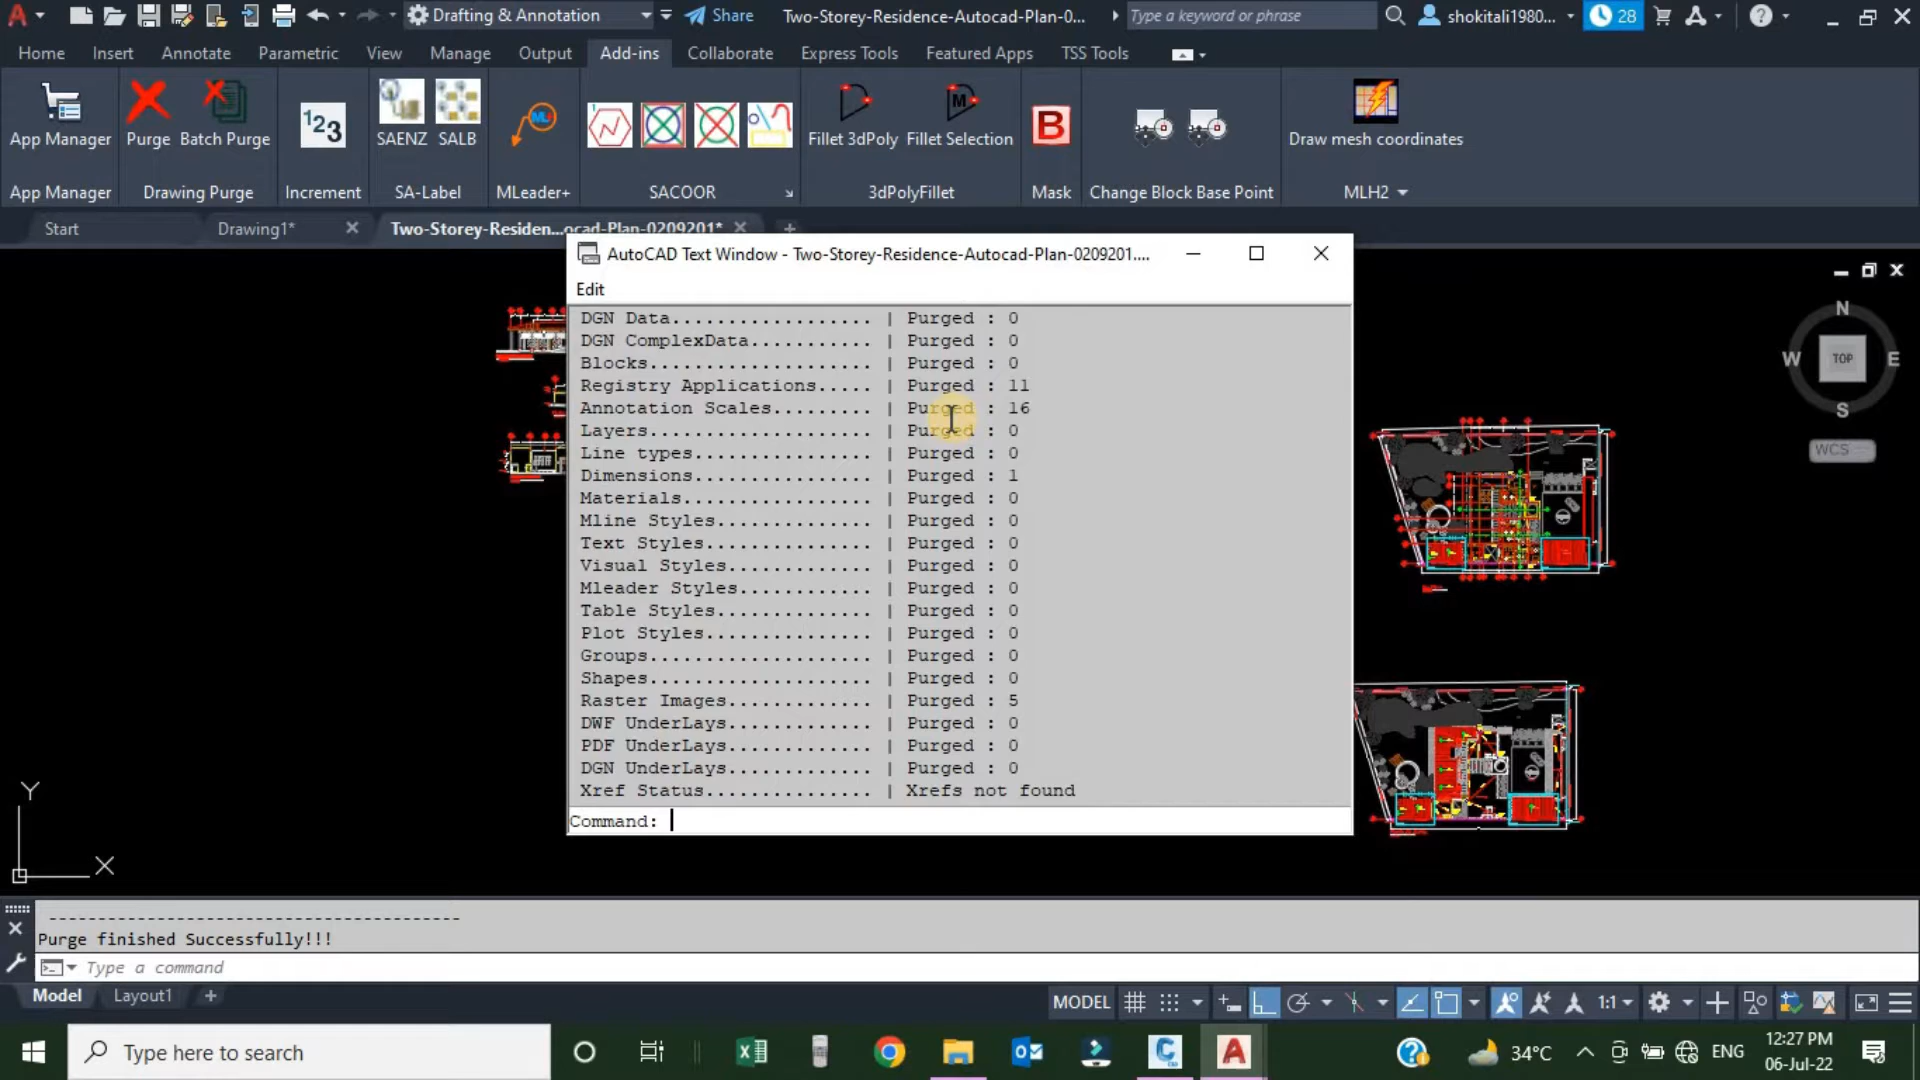 Drafting & Annotation
Share
Two-Storey-Residence-Autocad-Plan-0...
Type a keyword or phrase
shokitali1980...
28
Home Insert Annotate Parametric View Manage Output Add-ins Collaborate Express Tools Featured Apps TSS Tools
App Manager
Purge
Batch Purge
123
SAENZ
SALB
Fillet 3dPoly
Fillet Selection
B
Draw mesh coordinates
App Manager Drawing Purge Increment SA-Label MLeader+ SACOOR 3dPolyFillet Mask Change Block Base Point MLH2
Start
Drawing1*
Two-Storey-Residen...ocad-Plan-0209201*
AutoCAD Text Window - Two-Storey-Residence-Autocad-Plan-0209201....
Edit
DGN Data.................. | Purged : 0
DGN ComplexData........... | Purged : 0
Blocks.................... | Purged : 0
Registry Applications..... | Purged : 11
Annotation Scales......... | Purged : 16
Layers.................... | Purged : 0
Line types................ | Purged : 0
Dimensions................ | Purged : 1
Materials................. | Purged : 0
Mline Styles.............. | Purged : 0
Text Styles............... | Purged : 0
Visual Styles............. | Purged : 0
Mleader Styles............ | Purged : 0
Table Styles.............. | Purged : 0
Plot Styles............... | Purged : 0
Groups.................... | Purged : 0
Shapes.................... | Purged : 0
Raster Images............. | Purged : 5
DWF UnderLays............. | Purged : 0
PDF UnderLays............. | Purged : 0
DGN UnderLays............. | Purged : 0
Xref Status............... | Xrefs not found
Command:
N
W TOP E
S
WCS
Y
X
-----------------------------------------
Purge finished Successfully!!!
Type a command
Model Layout1 +
MODEL
1:1
Type here to search
34°C
ENG
12:27 PM
06-Jul-22